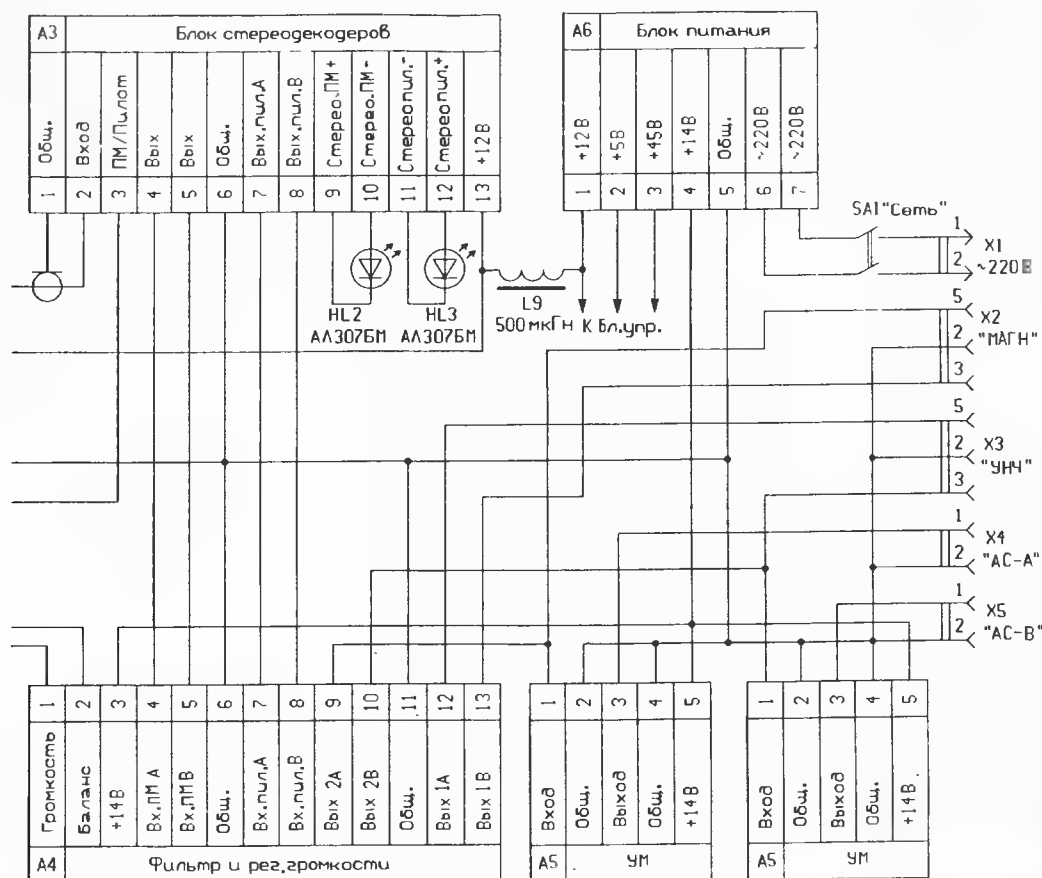 А3 Блок стереодекодеров
Общ.
Вход
ПМ/Пилот
Вых
Вых
Общ.
Вых.пил.А
Вых.пил.В
Стерео.ПМ+
Стерео.ПМ-
Стереопил.-
Стереопил.+
+12В
1 2 3 4 5 6 7 8 9 10 11 12 13
А6 Блок питания
+12В
+5В
+45В
+14В
Общ.
~220В
~220В
1 2 3 4 5 6 7
SA1"Сеть"
1
2
X1
~220В
HL2
АЛ307БМ
HL3
АЛ307БМ
L9
500мкГн
К Бл.упр.
5
2
3
X2
"МАГН"
5
2
3
X3
"УНЧ"
1
2
X4
"АС-А"
1
2
X5
"АС-В"
1 2 3 4 5 6 7 8 9 10 11 12 13
Громкость
Баланс
+14В
Вх.ПМ А
Вх.ПМ В
Общ.
Вх.пил.А
Вх.пил.В
Вых 2А
Вых 2В
Общ.
Вых 1А
Вых 1В
А4 Фильтр и рег.громкости
1 2 3 4 5
Вход
Общ.
Выход
Общ.
+14В
А5 УМ
1 2 3 4 5
Вход
Общ.
Выход
Общ.
+14В.
А5 УМ